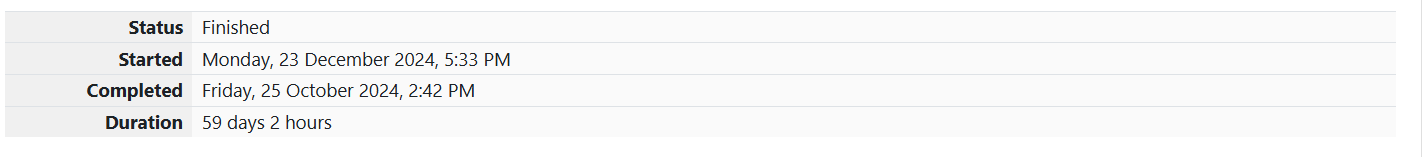 Status Finished
Started Monday, 23 December 2024, 5:33 PM
Completed Friday, 25 October 2024, 2:42 PM
Duration 59 days 2 hours